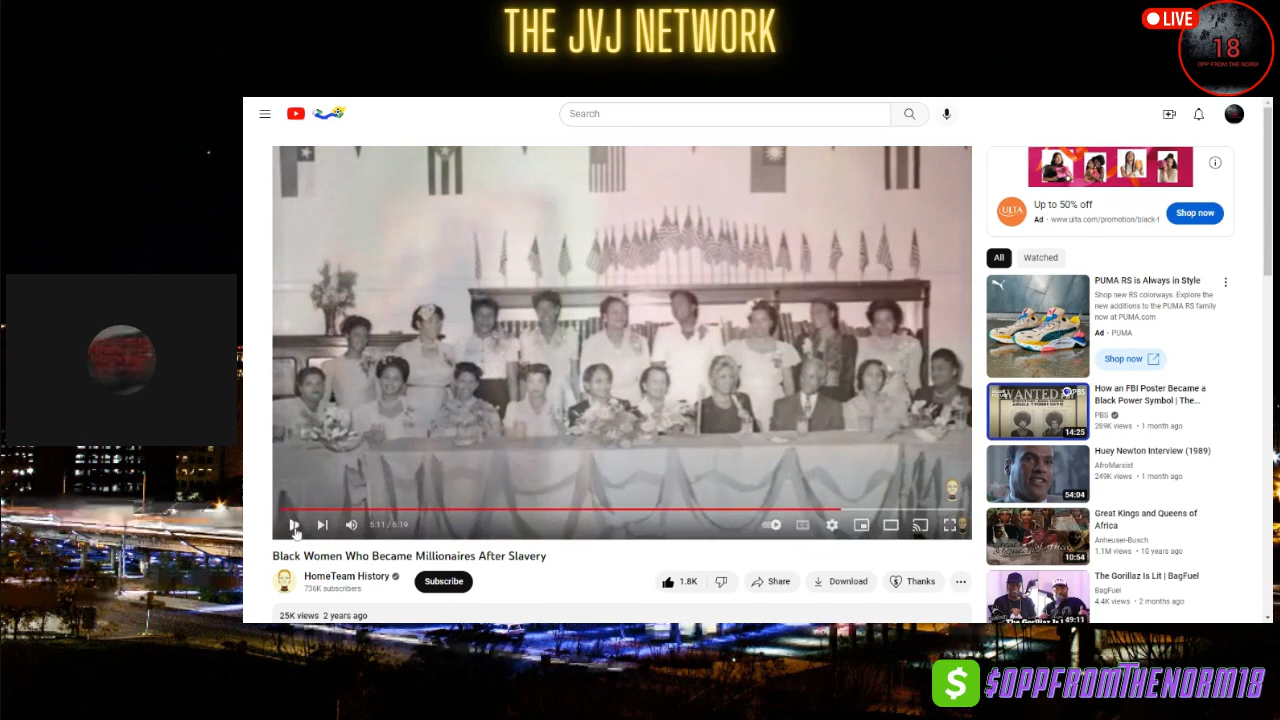 THE JVJ NETWORK
LIVE
18
OPP FROM THE NORM
Search
Up to 50% off
ULTA
Ad · www.ulta.com/promotion/black-f
Shop now
All
Watched
PUMA RS is Always in Style
Shop new RS colorways. Explore the
new additions to the PUMA RS family
now at PUMA.com
Ad · PUMA
Shop now
WANTED
PBS
14:25
How an FBI Poster Became a
Black Power Symbol | The...
PBS
289K views · 1 month ago
54:04
Huey Newton Interview (1989)
AfroMarxist
249K views · 1 month ago
10:54
Great Kings and Queens of
Africa
Anheuser-Busch
1.1M views · 10 years ago
49:11
The Gorillaz Is Lit | BagFuel
BagFuel
4.4K views · 2 months ago
5:11 / 6:19
Black Women Who Became Millionaires After Slavery
HomeTeam History
736K subscribers
Subscribe
1.8K
Share
Download
Thanks
25K views 2 years ago
$ $OPPFROMTHENORM18